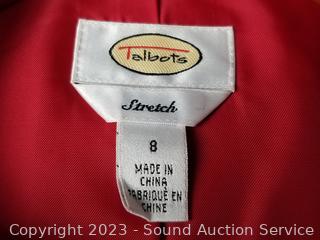 Talbots
Stretch
8
MADE IN
CHINA
FABRIQUÉ EN
CHINE
Copyright 2023 - Sound Auction Service